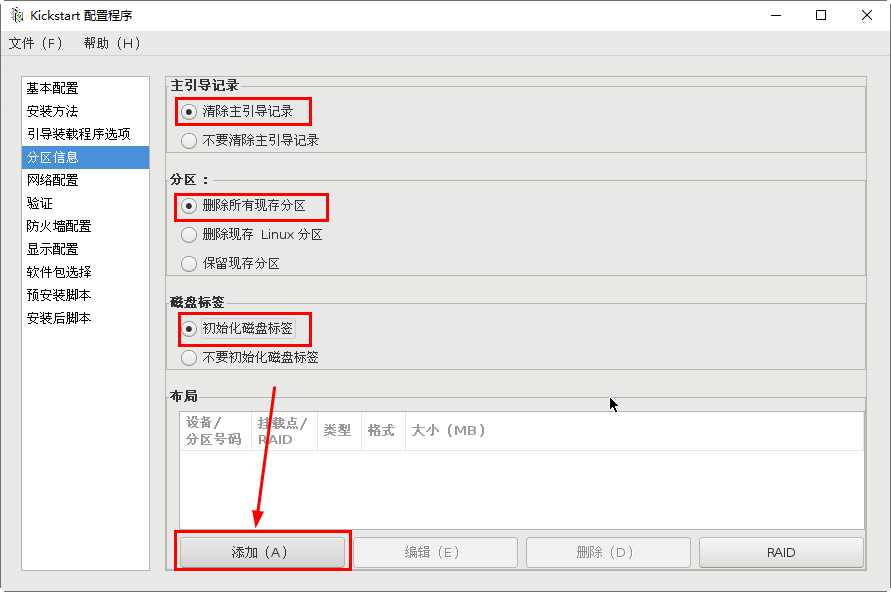 Kickstart 配置程序
文件（F） 帮助（H）
基本配置
安装方法
引导装载程序选项
分区信息
网络配置
验证
防火墙配置
显示配置
软件包选择
预安装脚本
安装后脚本
主引导记录
清除主引导记录
不要清除主引导记录
分区：
删除所有现存分区
删除现存 Linux 分区
保留现存分区
磁盘标签
初始化磁盘标签
不要初始化磁盘标签
布局
设备/
分区号码
挂载点/
RAID
类型
格式
大小（MB）
添加（A）
编辑（E）
删除（D）
RAID